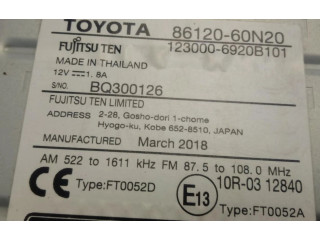 TOYOTA 86120-60N20
FUJITSU TEN 123000-6920B101
MADE IN THAILAND
12V 1.8A
S/NO. BQ300126
FUJITSU TEN LIMITED
ADDRESS 2-28, Gosho-dori 1-chome
Hyogo-ku, Kobe 652-8510, JAPAN
MANUFACTURED March 2018
AM 522 to 1611 kHz FM 87.5 to 108.0 MHz
CE Type:FT0052D E13 10R-03 12840
Type:FT0052A